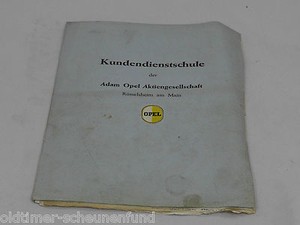 Kundendienstschule
der
Adam Opel Aktiengesellschaft
Rüsselsheim am Main
OPEL
oldtimer-scheunenfund